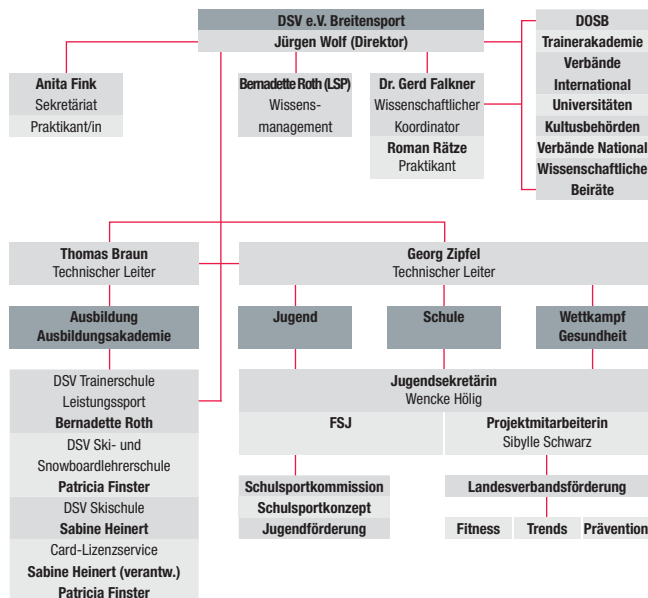 DSV e.V. Breitensport
Jürgen Wolf (Direktor)
Anita Fink
Sekretäriat
Praktikant/in
Bernadette Roth (LSP)
Wissens-
management
Dr. Gerd Falkner
Wissenschaftlicher
Koordinator
Roman Rätze
Praktikant
DOSB
Trainerakademie
Verbände
International
Universitäten
Kultusbehörden
Verbände National
Wissenschaftliche
Beiräte
Thomas Braun
Technischer Leiter
Georg Zipfel
Technischer Leiter
Ausbildung
Ausbildungsakademie
Jugend
Schule
Wettkampf
Gesundheit
DSV Trainerschule
Leistungssport
Bernadette Roth
DSV Ski- und
Snowboardlehrerschule
Patricia Finster
DSV Skischule
Sabine Heinert
Card-Lizenzservice
Sabine Heinert (verantw.)
Patricia Finster
Jugendsekretärin
Wencke Hölig
FSJ
Projektmitarbeiterin
Sibylle Schwarz
Schulsportkommission
Schulsportkonzept
Jugendförderung
Landesverbandsförderung
Fitness
Trends
Prävention